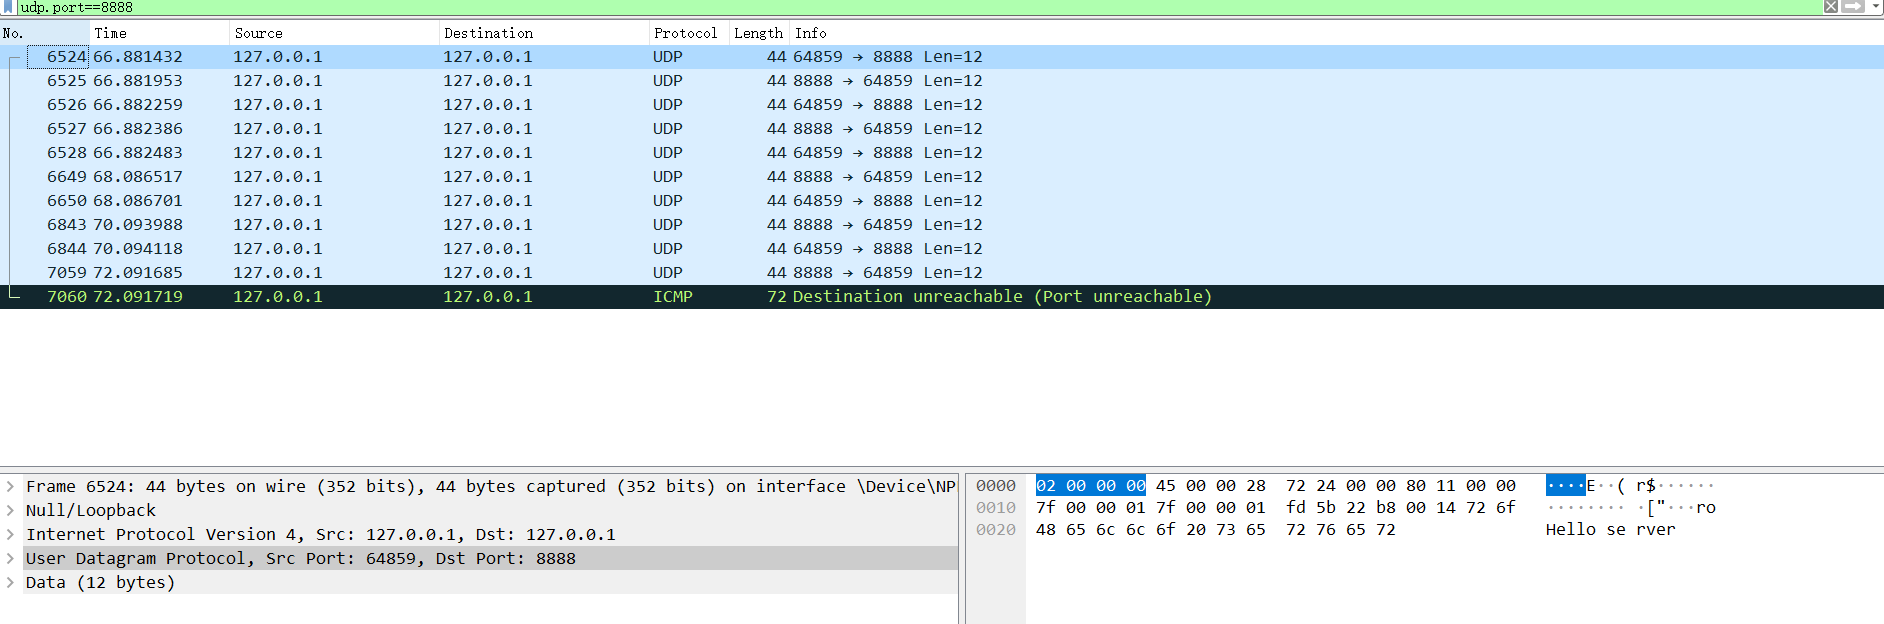 udp.port==8888
No. Time Source Destination Protocol Length Info
6524 66.881432 127.0.0.1 127.0.0.1 UDP 44 64859 → 8888 Len=12
6525 66.881953 127.0.0.1 127.0.0.1 UDP 44 8888 → 64859 Len=12
6526 66.882259 127.0.0.1 127.0.0.1 UDP 44 64859 → 8888 Len=12
6527 66.882386 127.0.0.1 127.0.0.1 UDP 44 8888 → 64859 Len=12
6528 66.882483 127.0.0.1 127.0.0.1 UDP 44 64859 → 8888 Len=12
6649 68.086517 127.0.0.1 127.0.0.1 UDP 44 8888 → 64859 Len=12
6650 68.086701 127.0.0.1 127.0.0.1 UDP 44 64859 → 8888 Len=12
6843 70.093988 127.0.0.1 127.0.0.1 UDP 44 8888 → 64859 Len=12
6844 70.094118 127.0.0.1 127.0.0.1 UDP 44 64859 → 8888 Len=12
7059 72.091685 127.0.0.1 127.0.0.1 UDP 44 8888 → 64859 Len=12
7060 72.091719 127.0.0.1 127.0.0.1 ICMP 72 Destination unreachable (Port unreachable)
Frame 6524: 44 bytes on wire (352 bits), 44 bytes captured (352 bits) on interface \Device\NP
Null/Loopback
Internet Protocol Version 4, Src: 127.0.0.1, Dst: 127.0.0.1
User Datagram Protocol, Src Port: 64859, Dst Port: 8888
Data (12 bytes)
0000 02 00 00 00 45 00 00 28 72 24 00 00 80 11 00 00 ····E··( r$······
0010 7f 00 00 01 7f 00 00 01 fd 5b 22 b8 00 14 72 6f ········ ·["···ro
0020 48 65 6c 6c 6f 20 73 65 72 76 65 72 Hello se rver